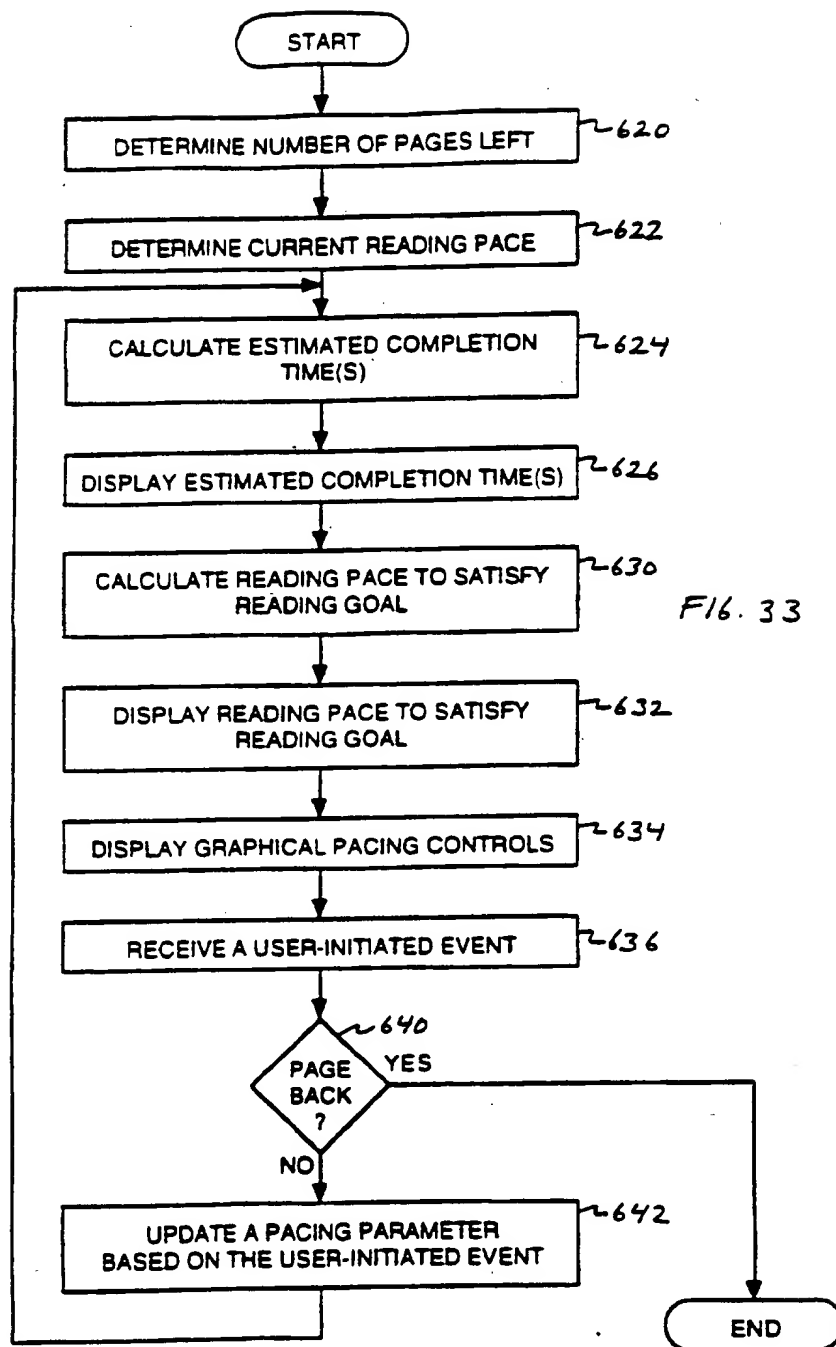 START
DETERMINE NUMBER OF PAGES LEFT
620
DETERMINE CURRENT READING PACE
622
CALCULATE ESTIMATED COMPLETION
TIME(S)
624
DISPLAY ESTIMATED COMPLETION TIME(S)
626
CALCULATE READING PACE TO SATISFY
READING GOAL
630
FIG. 33
DISPLAY READING PACE TO SATISFY
READING GOAL
632
DISPLAY GRAPHICAL PACING CONTROLS
634
RECEIVE A USER-INITIATED EVENT
636
640
PAGE
BACK
?
YES
NO
UPDATE A PACING PARAMETER
BASED ON THE USER-INITIATED EVENT
642
END